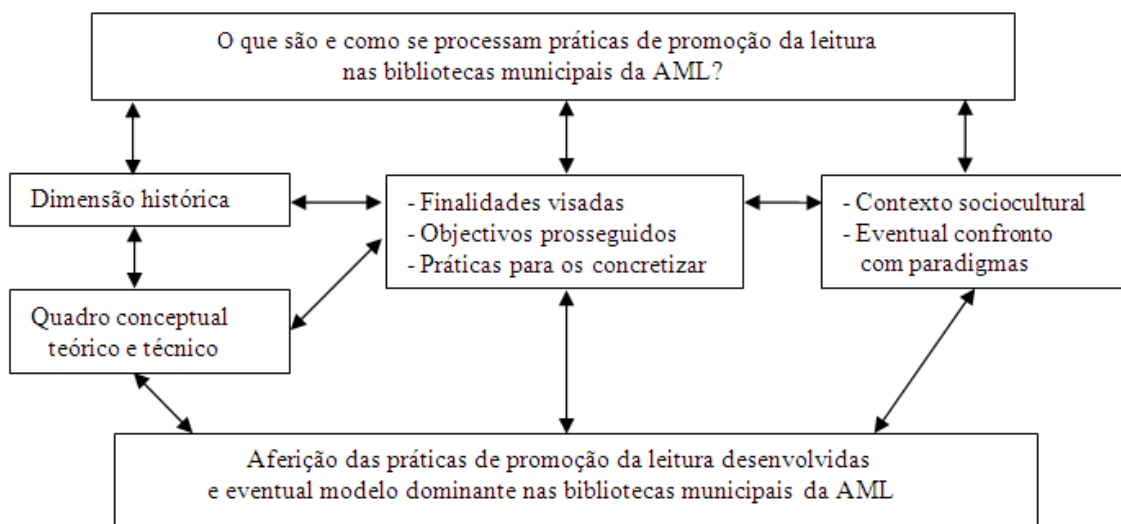 O que são e como se processam práticas de promoção da leitura
nas bibliotecas municipais da AML?
Dimensão histórica
Quadro conceptual
teórico e técnico
- Finalidades visadas
- Objectivos prosseguidos
- Práticas para os concretizar
- Contexto sociocultural
- Eventual confronto
com paradigmas
Aferição das práticas de promoção da leitura desenvolvidas
e eventual modelo dominante nas bibliotecas municipais da AML